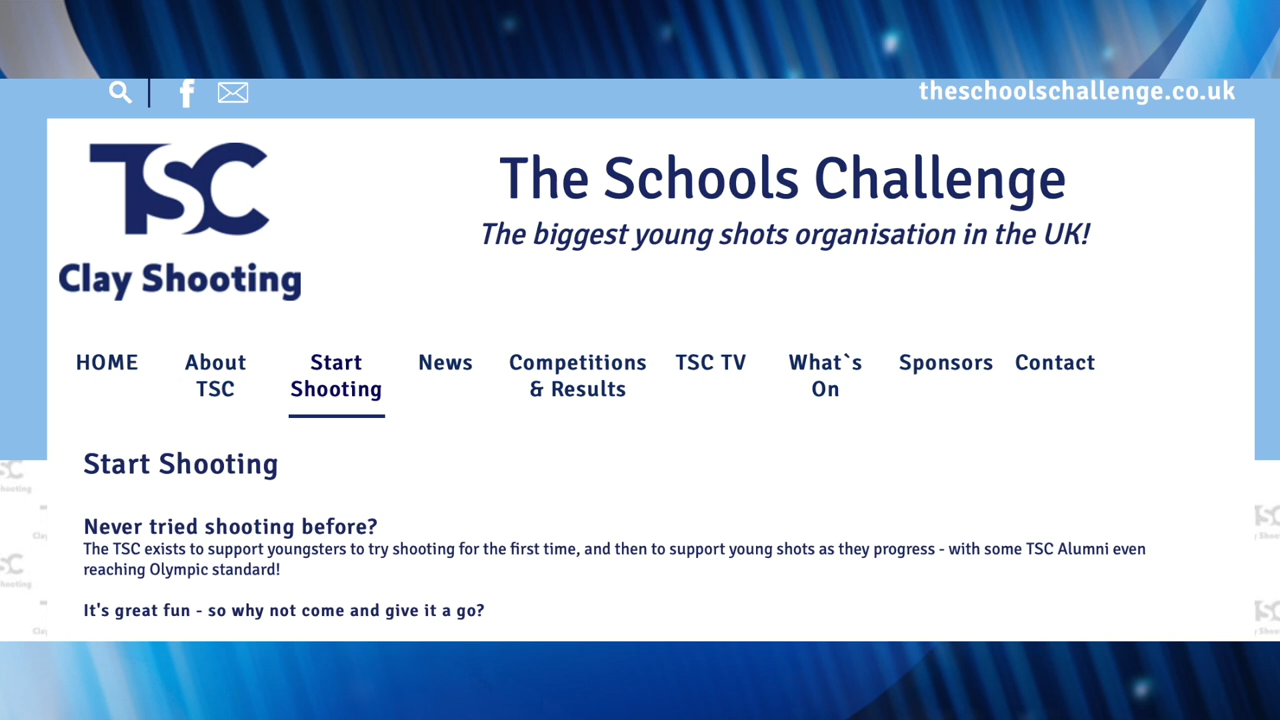 theschoolschallenge.co.uk
TSC
Clay Shooting
The Schools Challenge
The biggest young shots organisation in the UK!
HOME About TSC Start Shooting News Competitions & Results TSC TV What`s On Sponsors Contact
Start Shooting
Never tried shooting before?
The TSC exists to support youngsters to try shooting for the first time, and then to support young shots as they progress - with some TSC Alumni even
reaching Olympic standard!
It's great fun - so why not come and give it a go?